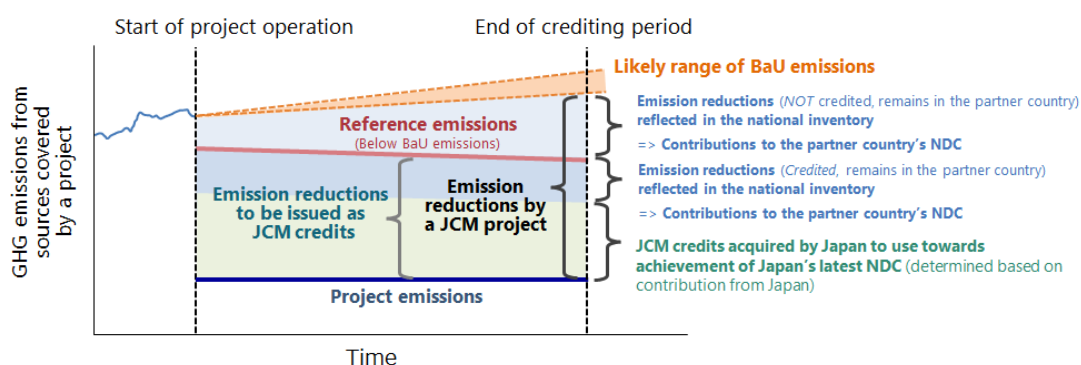 Start of project operation
End of crediting period
GHG emissions from
sources covered
by a project
Likely range of BaU emissions
Reference emissions
(Below BaU emissions)
Emission reductions
to be issued as
JCM credits
Emission
reductions by
a JCM project
Project emissions
Emission reductions (NOT credited, remains in the partner country)
reflected in the national inventory
=> Contributions to the partner country's NDC
Emission reductions (Credited, remains in the partner country)
reflected in the national inventory
=> Contributions to the partner country's NDC
JCM credits acquired by Japan to use towards
achievement of Japan's latest NDC (determined based on
contribution from Japan)
Time